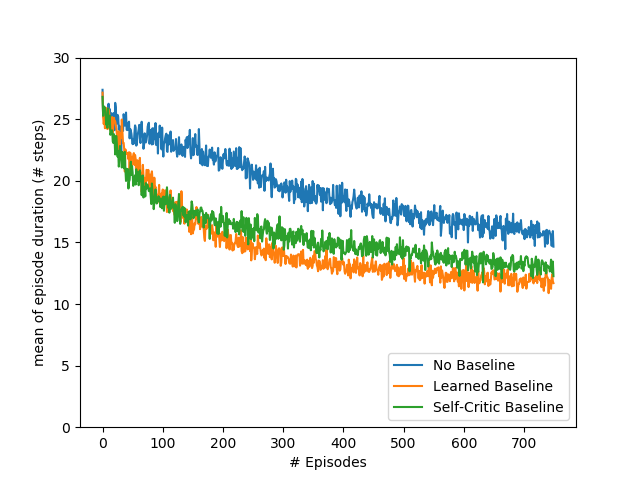 30
25
20
15
10
5
0
mean of episode duration (# steps)
No Baseline
Learned Baseline
Self-Critic Baseline
0 100 200 300 400 500 600 700
# Episodes